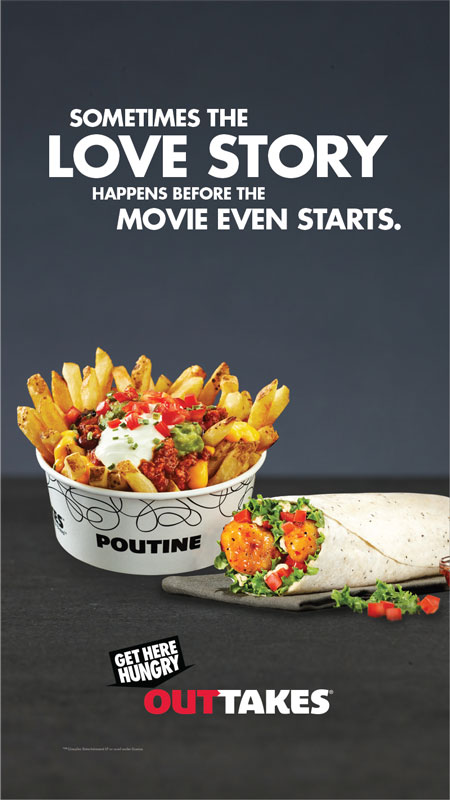 SOMETIMES THE
LOVE STORY
HAPPENS BEFORE THE
MOVIE EVEN STARTS.
POUTINE
GET HERE
HUNGRY
OUTTAKES®